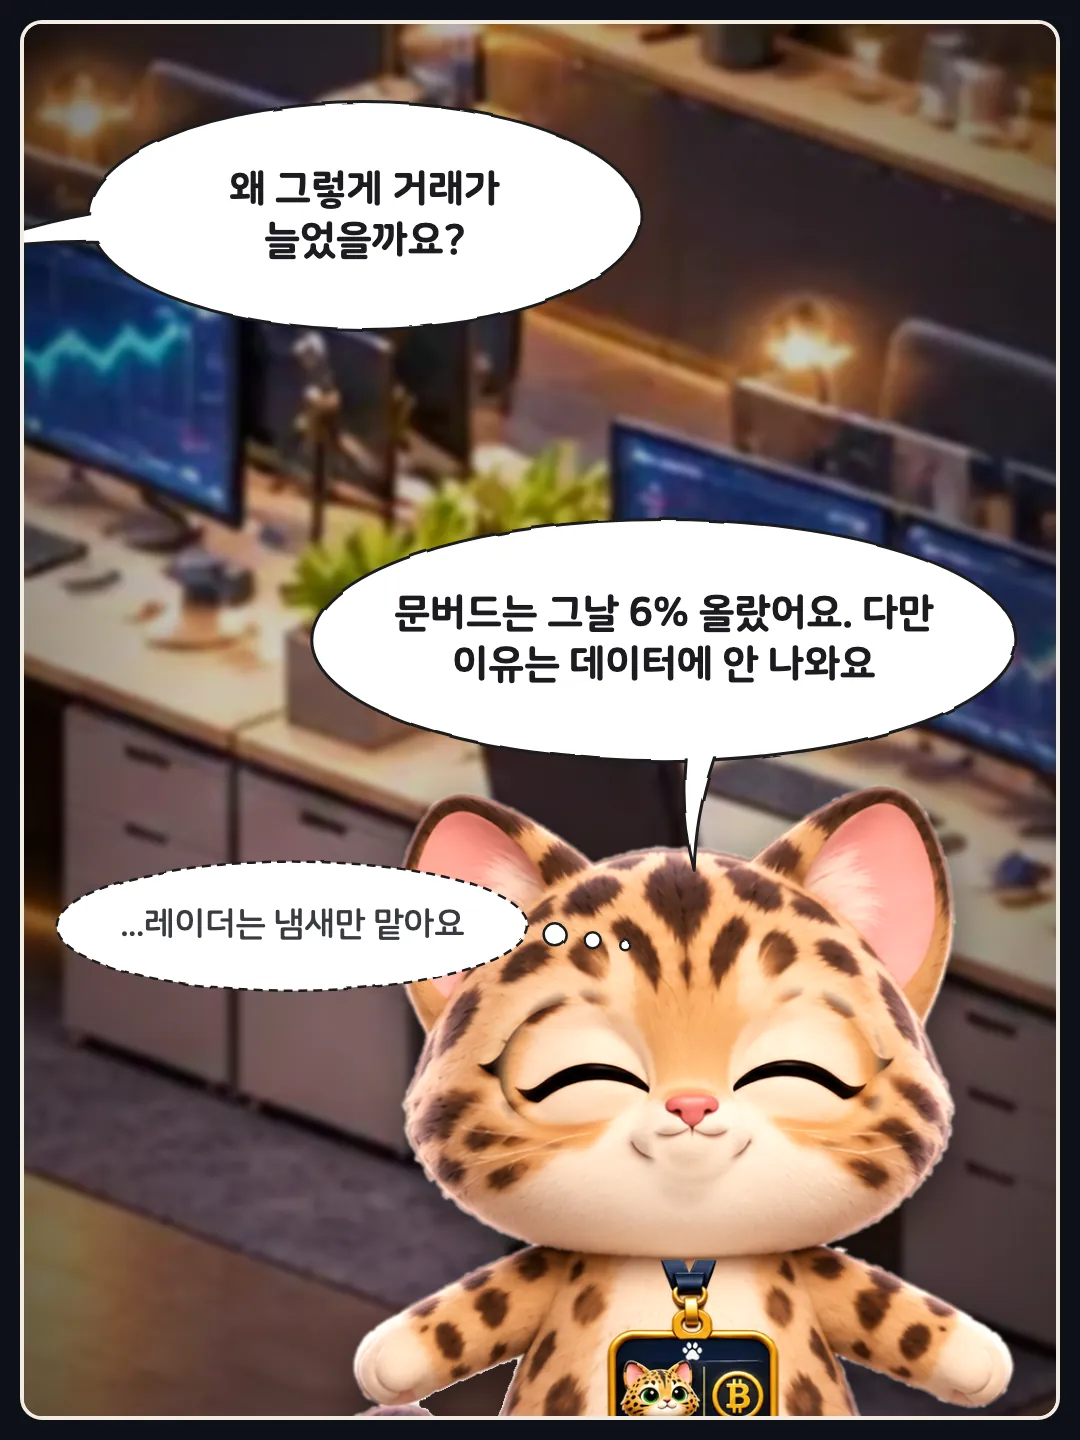 왜 그렇게 거래가
늘었을까요?
문버드는 그날 6% 올랐어요. 다만
이유는 데이터에 안 나와요
...레이더는 냄새만 맡아요